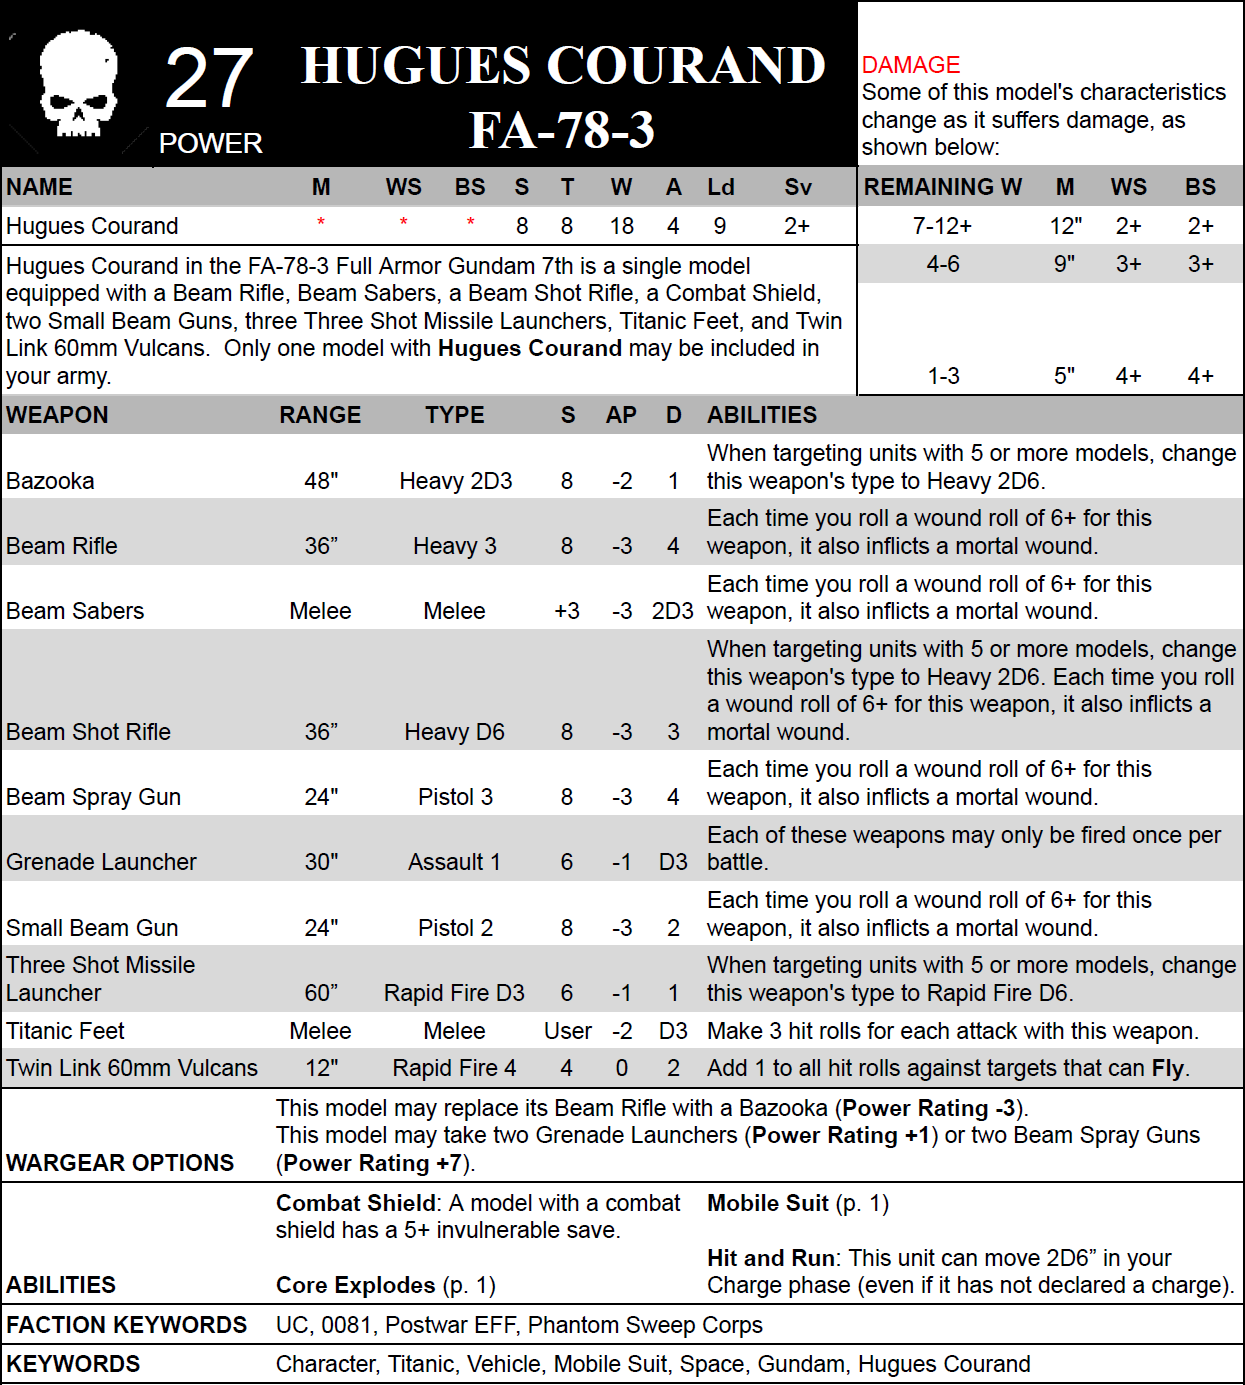 27
POWER
HUGUES COURAND
FA-78-3
DAMAGE
Some of this model's characteristics
change as it suffers damage, as
shown below:
NAME M WS BS S T W A Ld Sv
Hugues Courand * * * 8 8 18 4 9 2+
REMAINING W M WS BS
7-12+ 12" 2+ 2+
4-6 9" 3+ 3+
1-3 5" 4+ 4+
Hugues Courand in the FA-78-3 Full Armor Gundam 7th is a single model
equipped with a Beam Rifle, Beam Sabers, a Beam Shot Rifle, a Combat Shield,
two Small Beam Guns, three Three Shot Missile Launchers, Titanic Feet, and Twin
Link 60mm Vulcans. Only one model with Hugues Courand may be included in
your army.
WEAPON RANGE TYPE S AP D ABILITIES
When targeting units with 5 or more models, change
Bazooka 48" Heavy 2D3 8 -2 1 this weapon's type to Heavy 2D6.
Each time you roll a wound roll of 6+ for this
Beam Rifle 36” Heavy 3 8 -3 4 weapon, it also inflicts a mortal wound.
Each time you roll a wound roll of 6+ for this
Beam Sabers Melee Melee +3 -3 2D3 weapon, it also inflicts a mortal wound.
When targeting units with 5 or more models, change
this weapon's type to Heavy 2D6. Each time you roll
a wound roll of 6+ for this weapon, it also inflicts a
Beam Shot Rifle 36” Heavy D6 8 -3 3 mortal wound.
Each time you roll a wound roll of 6+ for this
Beam Spray Gun 24" Pistol 3 8 -3 4 weapon, it also inflicts a mortal wound.
Each of these weapons may only be fired once per
Grenade Launcher 30" Assault 1 6 -1 D3 battle.
Each time you roll a wound roll of 6+ for this
Small Beam Gun 24" Pistol 2 8 -3 2 weapon, it also inflicts a mortal wound.
Three Shot Missile When targeting units with 5 or more models, change
Launcher 60” Rapid Fire D3 6 -1 1 this weapon's type to Rapid Fire D6.
Titanic Feet Melee Melee User -2 D3 Make 3 hit rolls for each attack with this weapon.
Twin Link 60mm Vulcans 12" Rapid Fire 4 4 0 2 Add 1 to all hit rolls against targets that can Fly.
This model may replace its Beam Rifle with a Bazooka (Power Rating -3).
This model may take two Grenade Launchers (Power Rating +1) or two Beam Spray Guns
WARGEAR OPTIONS (Power Rating +7).
Combat Shield: A model with a combat
shield has a 5+ invulnerable save.
Core Explodes (p. 1)
Mobile Suit (p. 1)
Hit and Run: This unit can move 2D6” in your
Charge phase (even if it has not declared a charge).
ABILITIES
FACTION KEYWORDS UC, 0081, Postwar EFF, Phantom Sweep Corps
KEYWORDS Character, Titanic, Vehicle, Mobile Suit, Space, Gundam, Hugues Courand